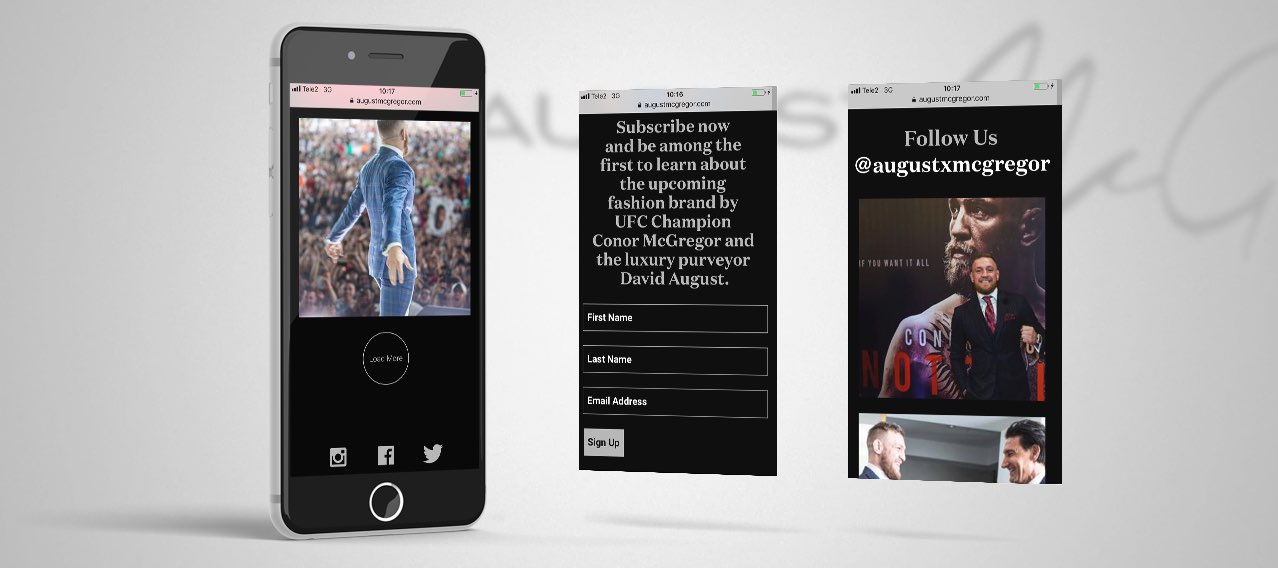 Tele2 3G
10:17
augustmcgregor.com
Load More
Tele2 3G
10:16
augustmcgregor.com
Subscribe now
and be among the
first to learn about
the upcoming
fashion brand by
UFC Champion
Conor McGregor and
the luxury purveyor
David August.
First Name
Last Name
Email Address
Sign Up
Tele2 3G
10:17
augustmcgregor.com
Follow Us
@augustxmcgregor
IF YOU WANT IT ALL
CON
NOT